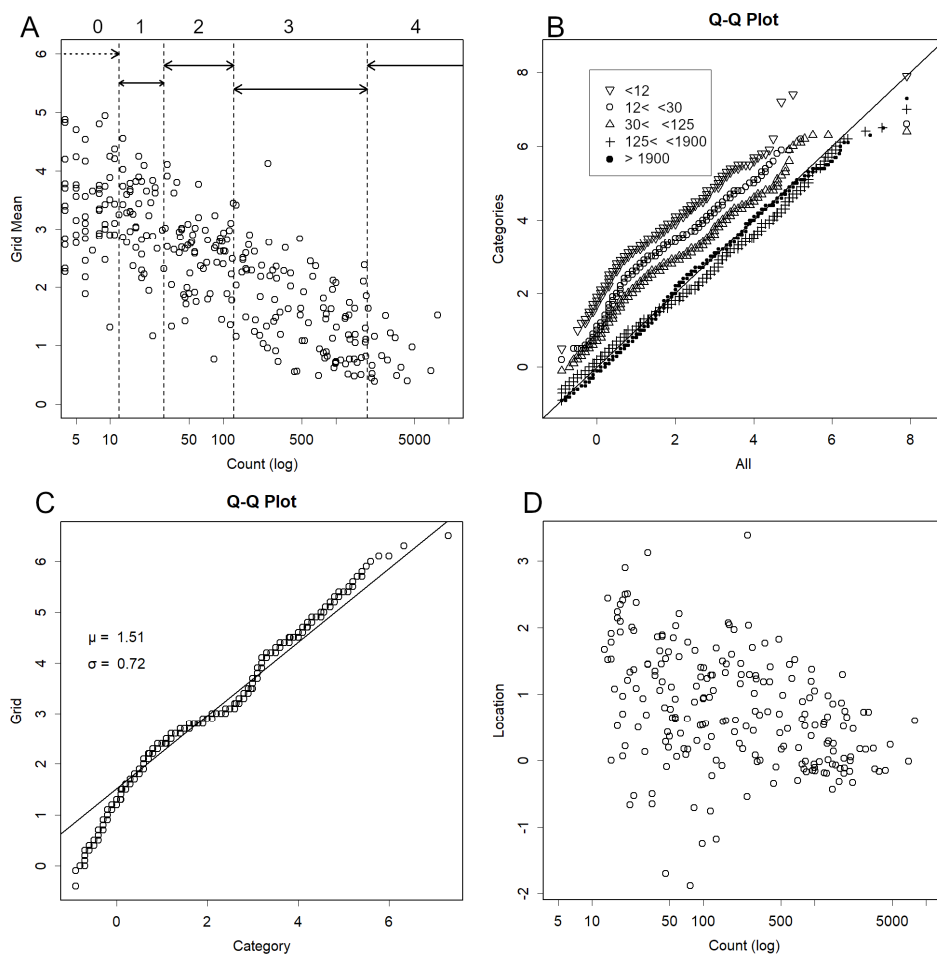 A
0 1 2 3 4
Grid Mean
6
5
4
3
2
1
0
5 10 50 100 500 5000
Count (log)
B
Q-Q Plot
Categories
8
6
4
2
0
<12
12< <30
30< <125
125< <1900
> 1900
0 2 4 6 8
All
C
Q-Q Plot
Grid
6
5
4
3
2
1
0
μ = 1.51
σ = 0.72
0 2 4 6
Category
D
Location
3
2
1
0
-1
-2
5 10 50 100 500 5000
Count (log)